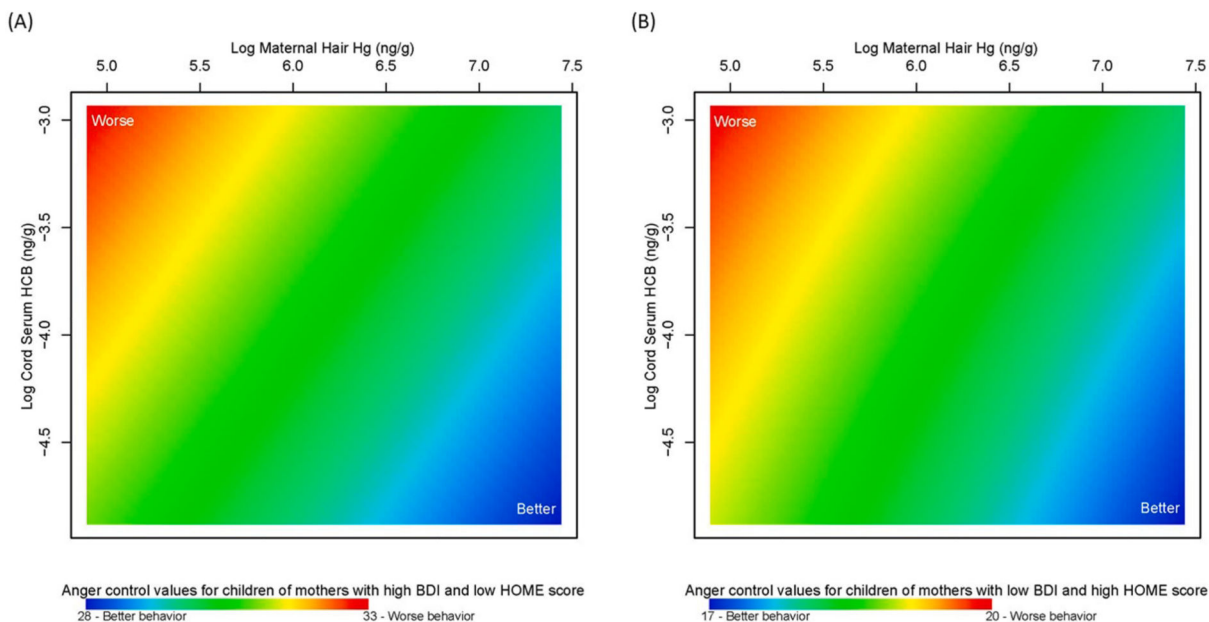 (A)
Log Maternal Hair Hg (ng/g)
5.0 5.5 6.0 6.5 7.0 7.5
Log Cord Serum HCB (ng/g)
−3.0
−3.5
−4.0
−4.5
Worse
Better
Anger control values for children of mothers with high BDI and low HOME score
28 - Better behavior 33 - Worse behavior
(B)
Log Maternal Hair Hg (ng/g)
5.0 5.5 6.0 6.5 7.0 7.5
Log Cord Serum HCB (ng/g)
−3.0
−3.5
−4.0
−4.5
Worse
Better
Anger control values for children of mothers with low BDI and high HOME score
17 - Better behavior 20 - Worse behavior